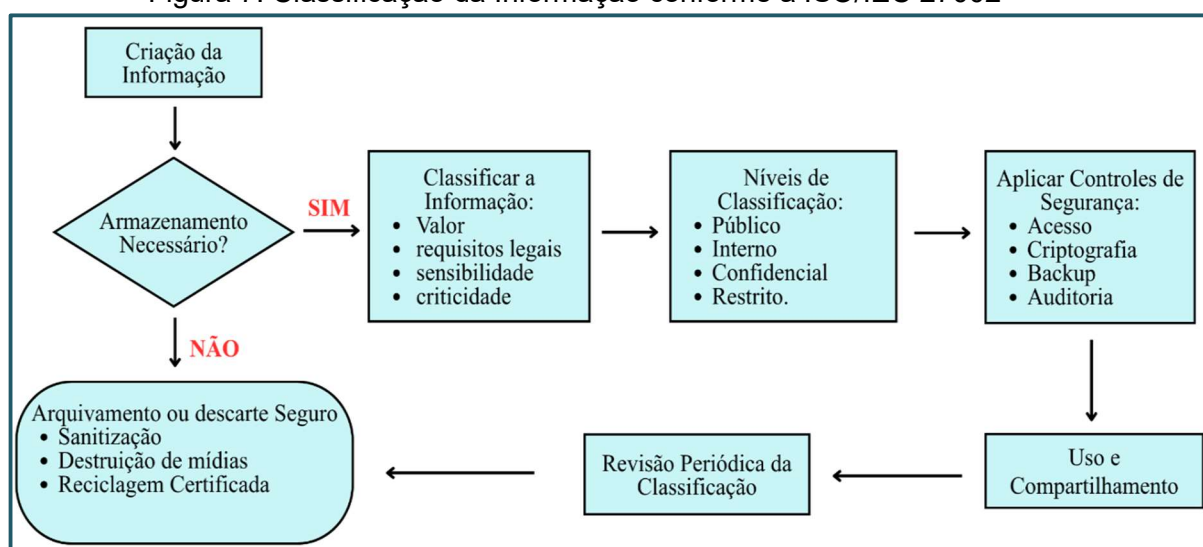 Criação da
Informação
Armazenamento
Necessário?
SIM
Classificar a
Informação:
• Valor
• requisitos legais
• sensibilidade
• criticidade
Níveis de
Classificação:
• Público
• Interno
• Confidencial
• Restrito.
Aplicar Controles de
Segurança:
• Acesso
• Criptografia
• Backup
• Auditoria
NÃO
Arquivamento ou descarte Seguro
• Sanitização
• Destruição de mídias
• Reciclagem Certificada
Revisão Periódica da
Classificação
Uso e
Compartilhamento